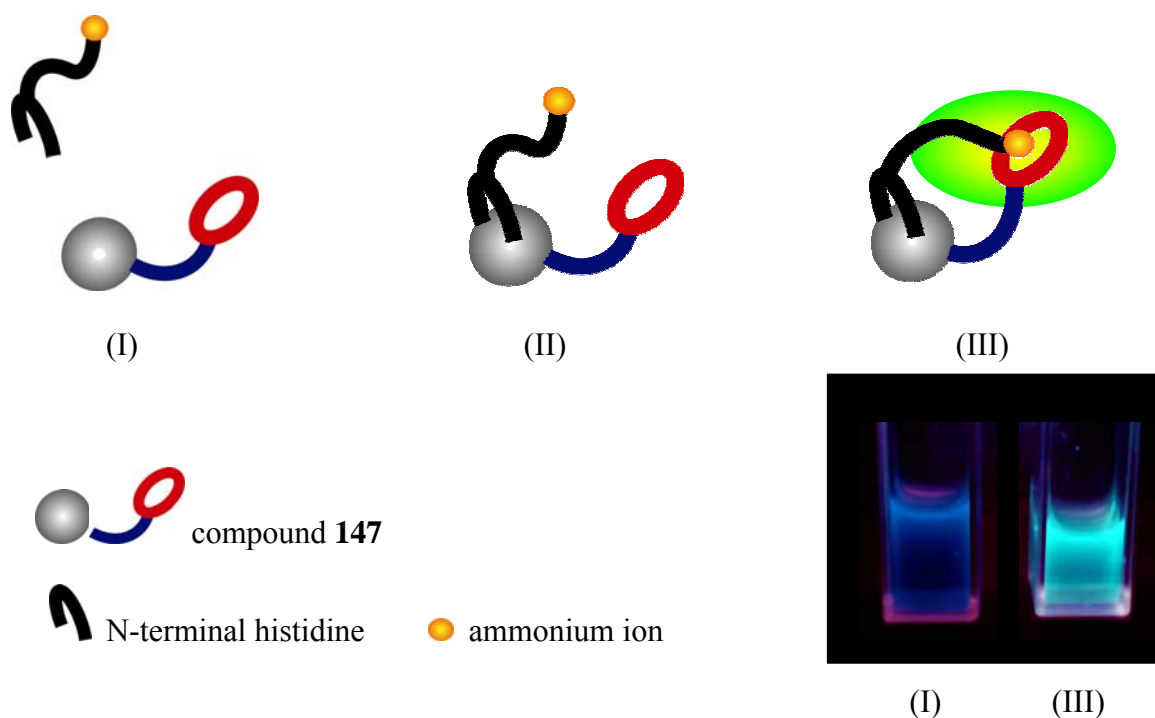 (I)
(II)
(III)
compound 147
N-terminal histidine
ammonium ion
(I)
(III)